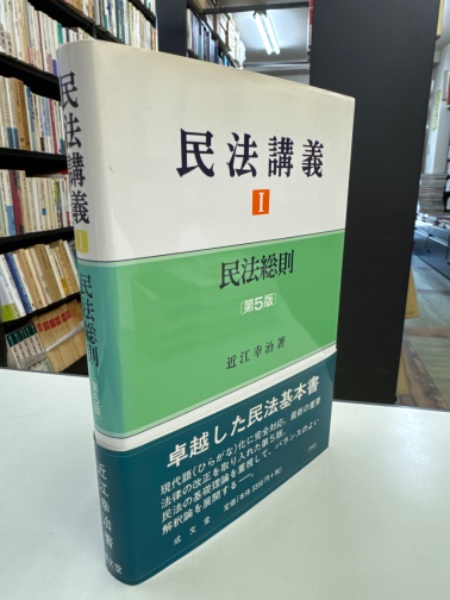 民法講義
I
民法総則
〔第5版〕
近江幸治著
卓越した民法基本書
現代語(ひらがな)化に完全対応。最新の重要
法律の改正を取り入れた第5版。
民法の基礎理論を重視して、バランスのよい
解釈論を展開する――。
成文堂
民法講義
I
民法総則
近江幸治著